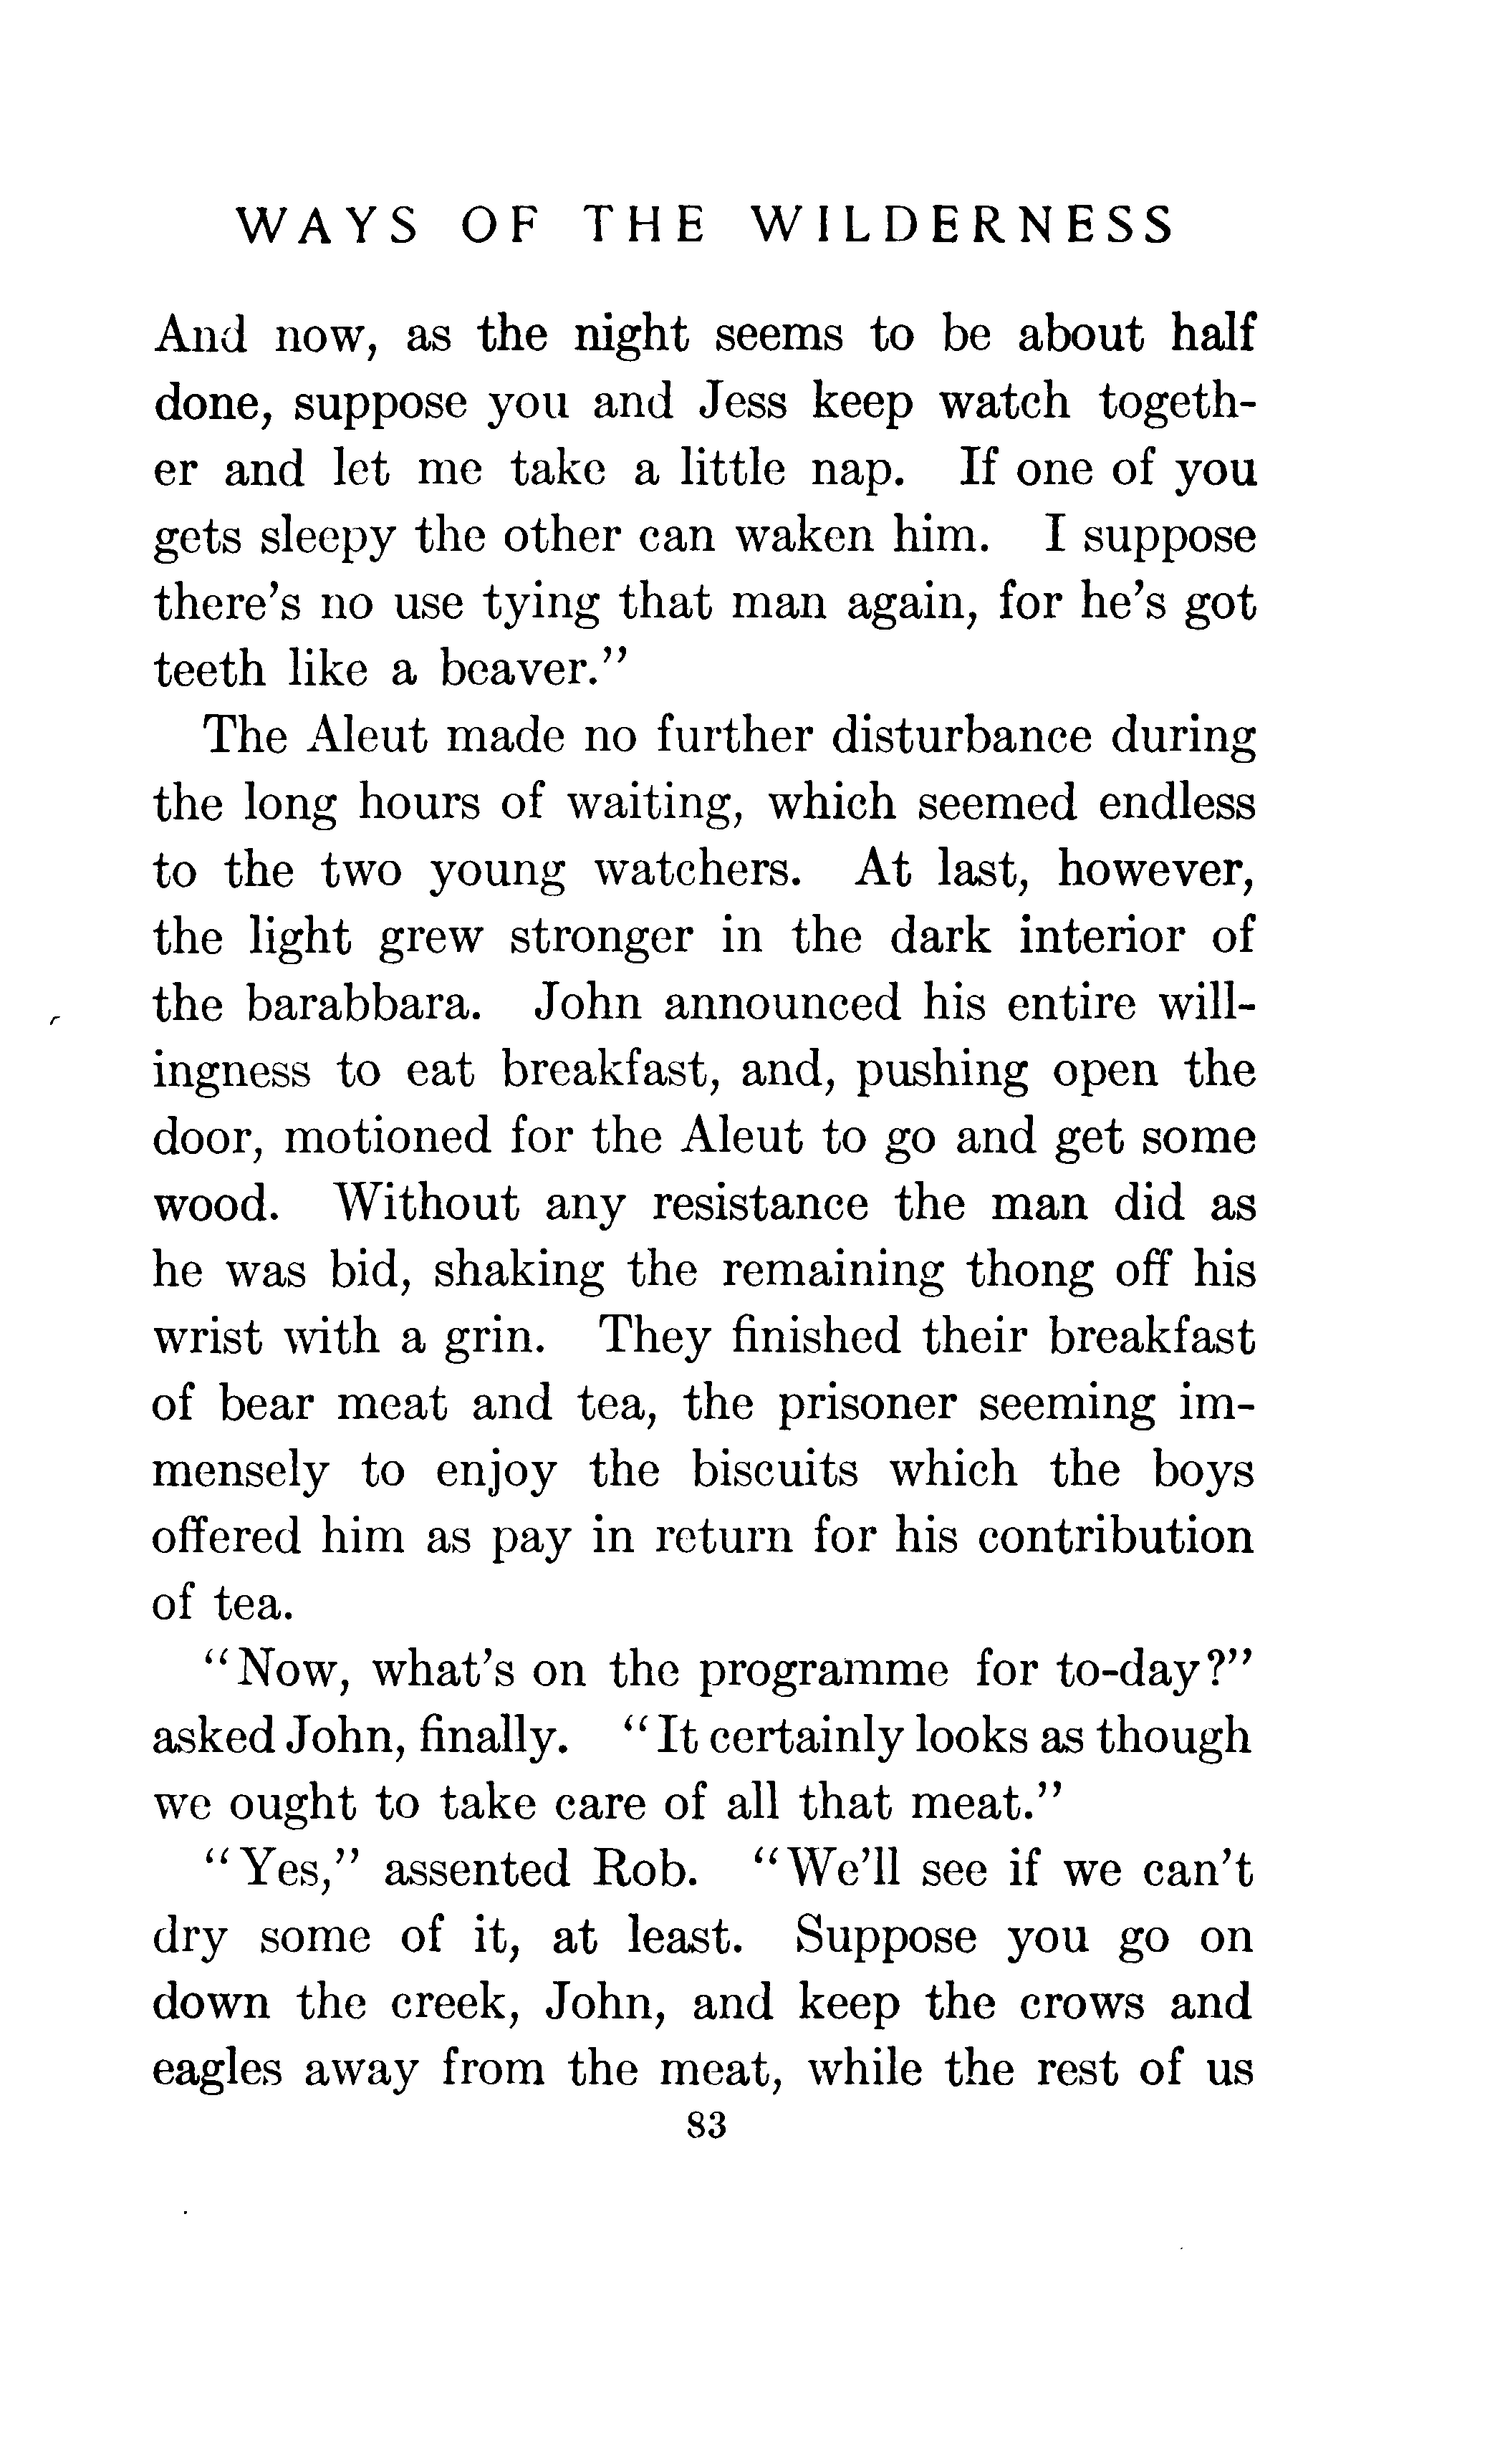 WAYS OF THE WILDERNESS
And now, as the night seems to be about half
done, suppose you and Jess keep watch togeth-
er and let me take a little nap. If one of you
gets sleepy the other can waken him. I suppose
there's no use tying that man again, for he's got
teeth like a beaver."
The Aleut made no further disturbance during
the long hours of waiting, which seemed endless
to the two young watchers. At last, however,
the light grew stronger in the dark interior of
the barabbara. John announced his entire will-
ingness to eat breakfast, and, pushing open the
door, motioned for the Aleut to go and get some
wood. Without any resistance the man did as
he was bid, shaking the remaining thong off his
wrist with a grin. They finished their breakfast
of bear meat and tea, the prisoner seeming im-
mensely to enjoy the biscuits which the boys
offered him as pay in return for his contribution
of tea.
"Now, what's on the programme for to-day?"
asked John, finally. "It certainly looks as though
we ought to take care of all that meat."
"Yes," assented Rob. "We'll see if we can't
dry some of it, at least. Suppose you go on
down the creek, John, and keep the crows and
eagles away from the meat, while the rest of us
83